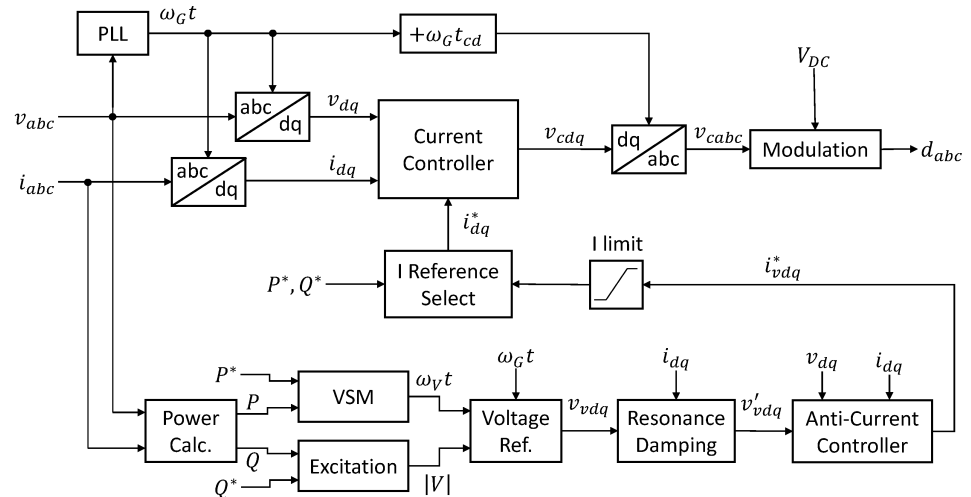 PLL
ω_G t
+ω_G t_cd
V_DC
v_abc
abc
dq
v_dq
Current
Controller
v_cdq
dq
abc
v_cabc
Modulation
d_abc
i_abc
abc
dq
i_dq
i*_dq
I limit
P*, Q*
I Reference
Select
i*_vdq
P*
VSM
ω_V t
ω_G t
i_dq
v_dq
i_dq
Power
Calc.
P
Q
Voltage
Ref.
v_vdq
Resonance
Damping
v'_vdq
Anti-Current
Controller
Q*
Excitation
|V|